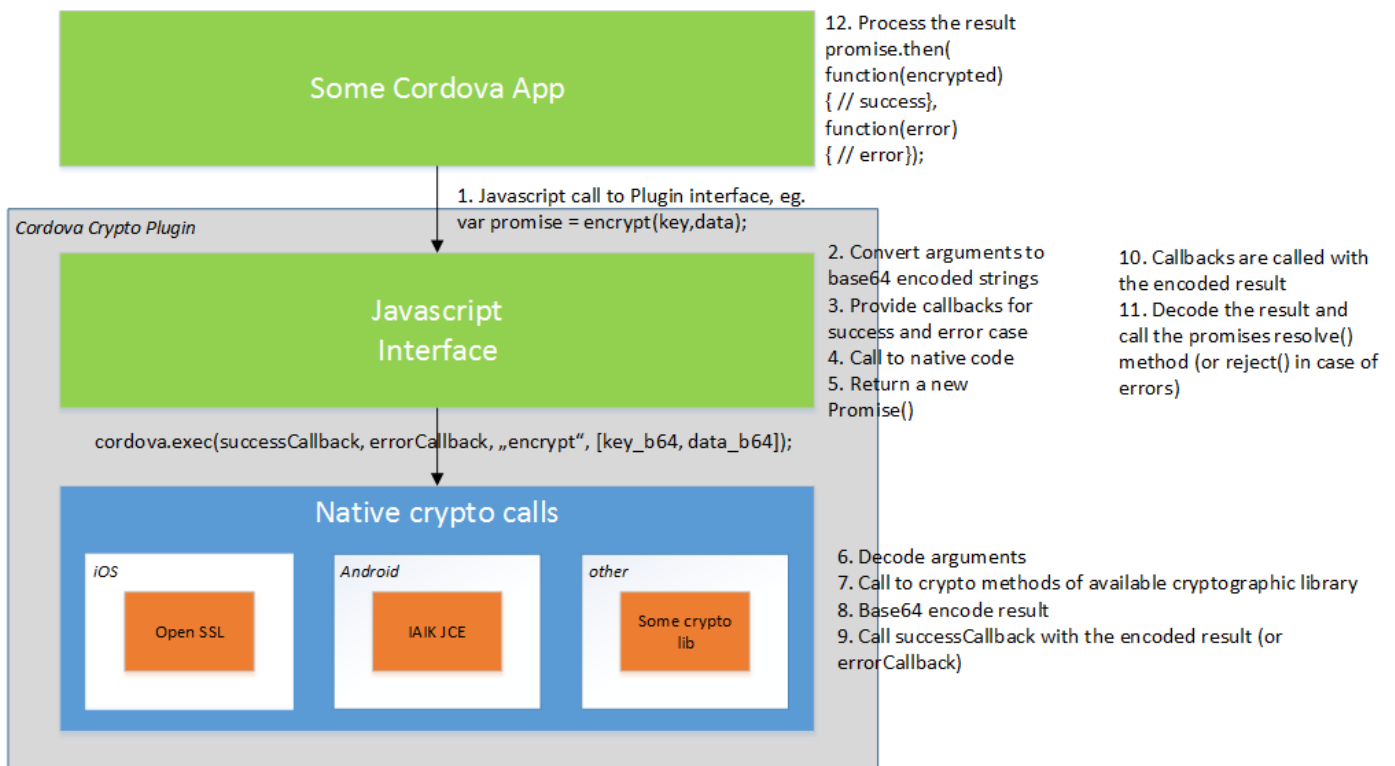 Some Cordova App
12. Process the result
promise.then(
function(encrypted)
{ // success},
function(error)
{ // error});
1. Javascript call to Plugin interface, eg.
var promise = encrypt(key,data);
Cordova Crypto Plugin
Javascript
Interface
2. Convert arguments to
base64 encoded strings
3. Provide callbacks for
success and error case
4. Call to native code
5. Return a new
Promise()
10. Callbacks are called with
the encoded result
11. Decode the result and
call the promises resolve()
method (or reject() in case of
errors)
cordova.exec(successCallback, errorCallback, „encrypt“, [key_b64, data_b64]);
Native crypto calls
iOS
Open SSL
Android
IAIK JCE
other
Some crypto
lib
6. Decode arguments
7. Call to crypto methods of available cryptographic library
8. Base64 encode result
9. Call successCallback with the encoded result (or
errorCallback)